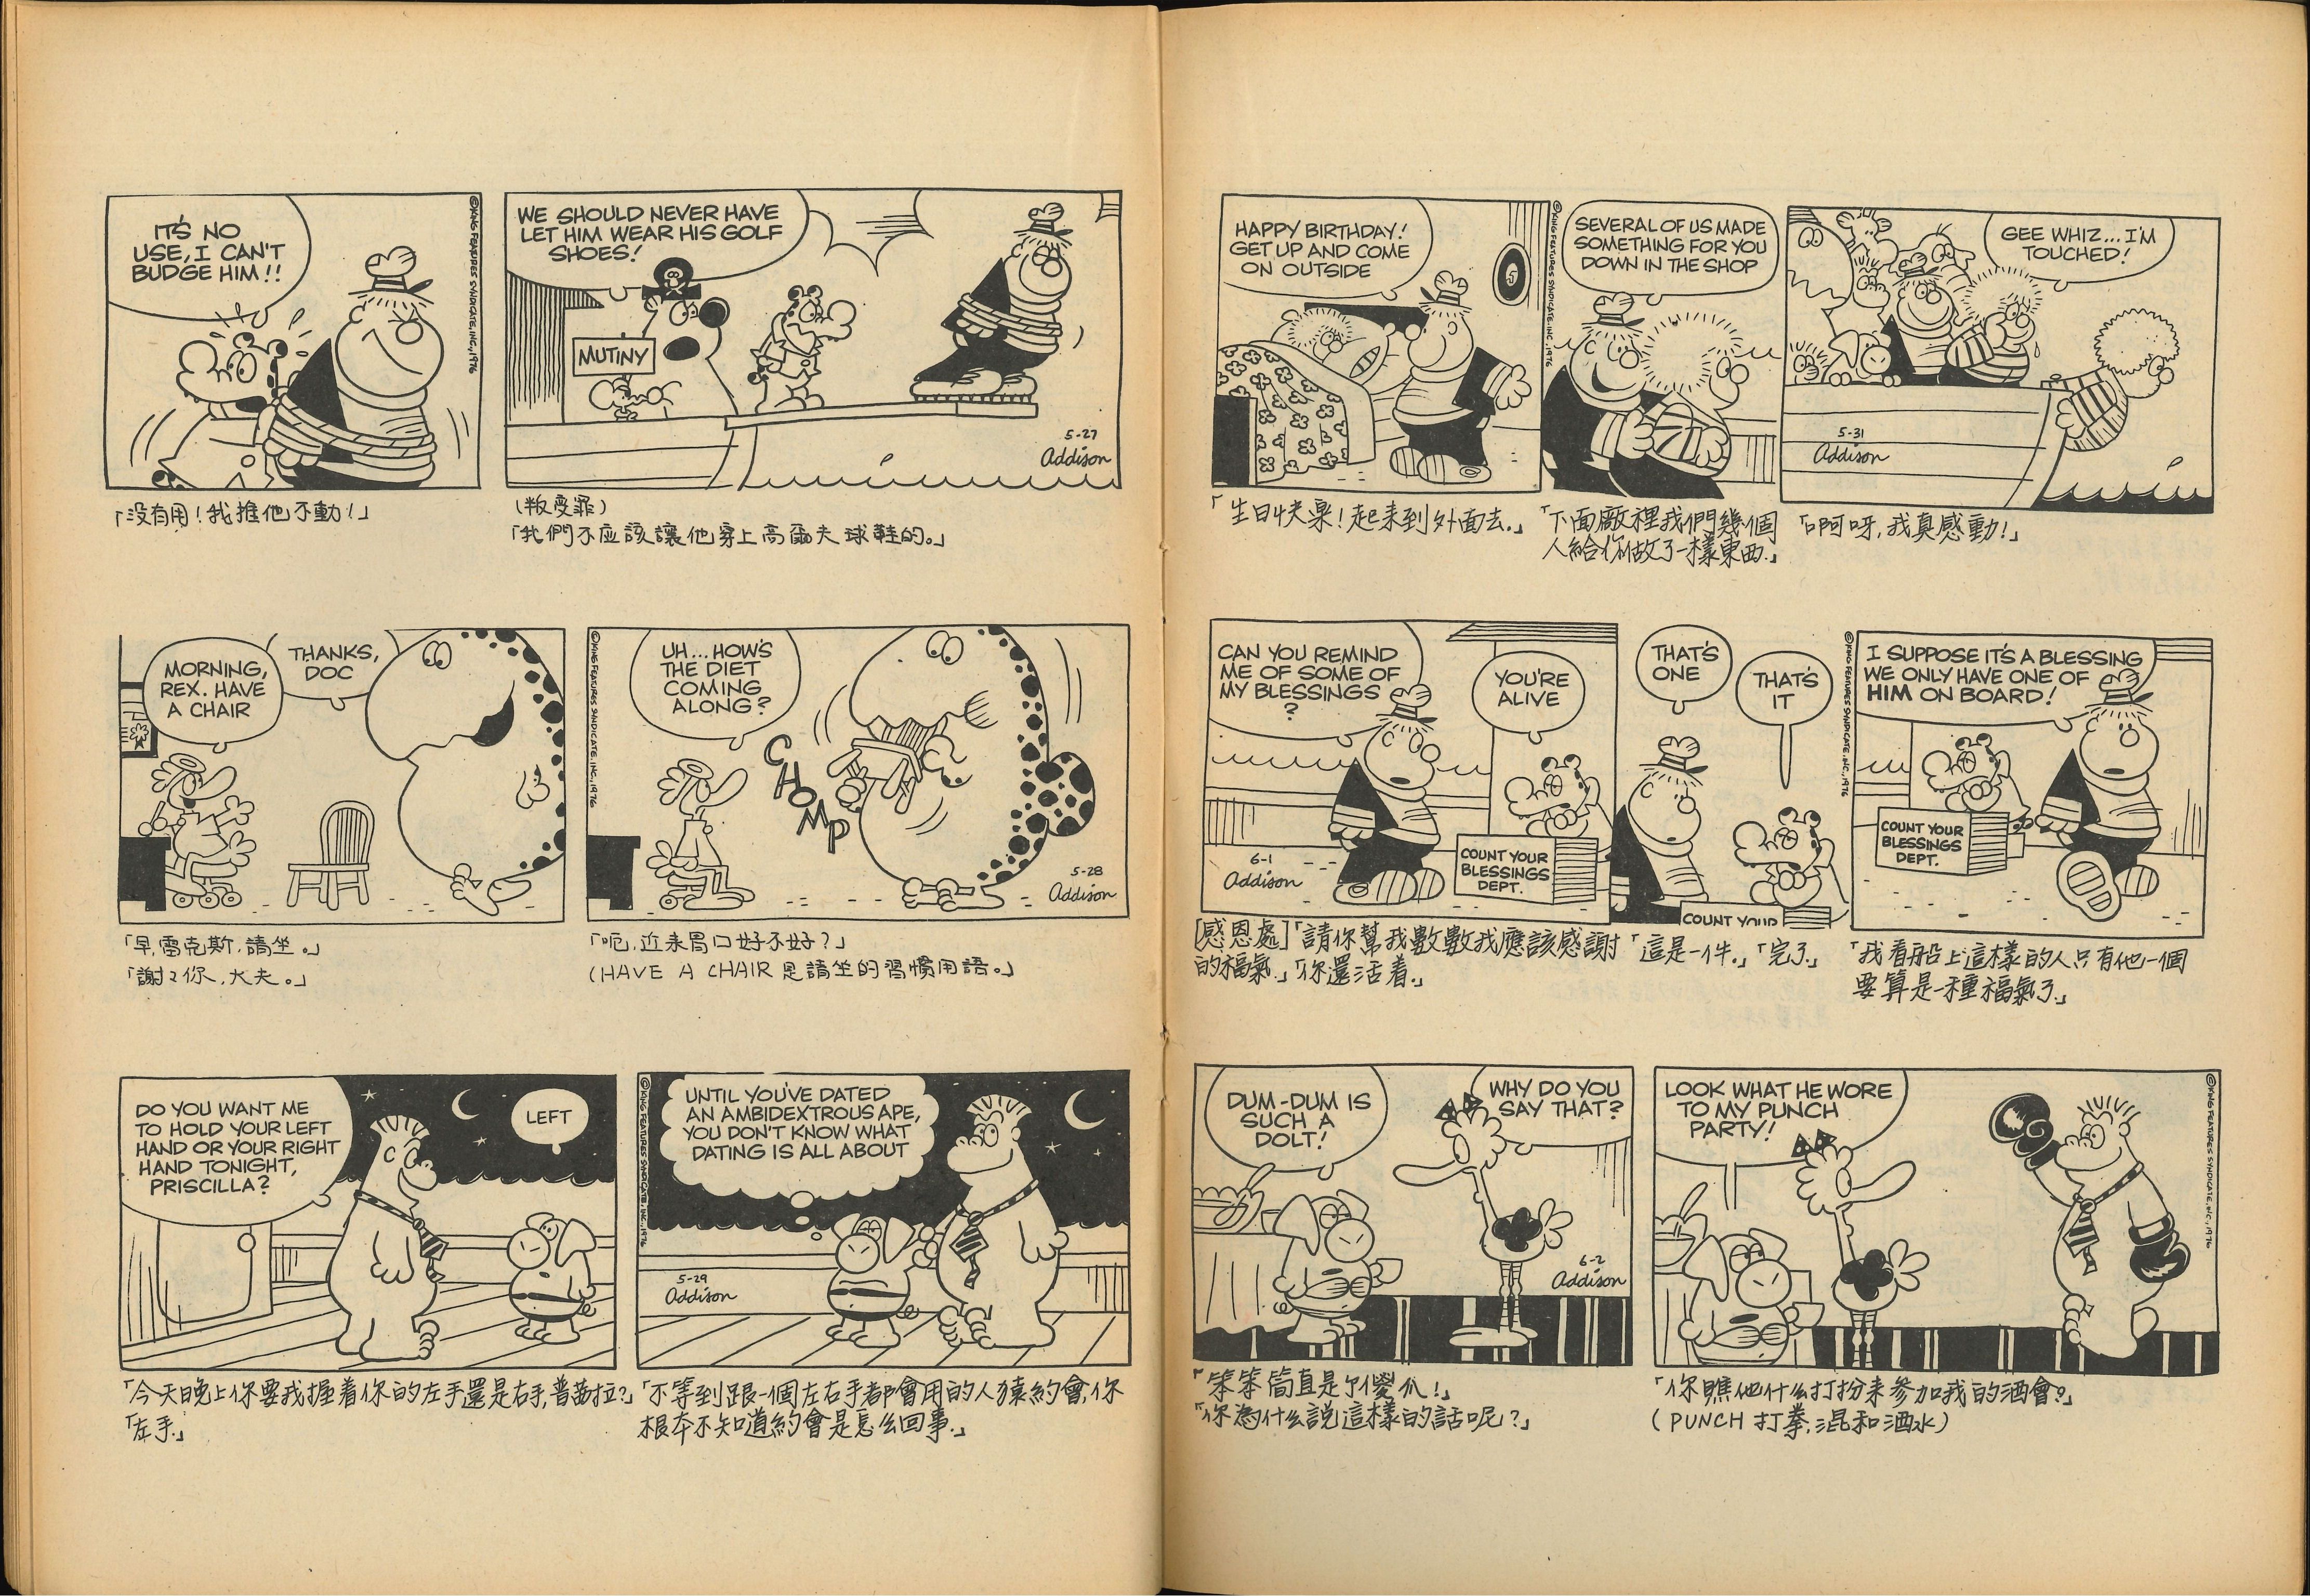 IT'S NO
USE, I CAN'T
BUDGE HIM!!
©KING FEATURES SYNDICATE, INC., 1976
WE SHOULD NEVER HAVE
LET HIM WEAR HIS GOLF
SHOES!
MUTINY
5-27
Addison
「没有用！我推他不動！」
(叛变罪)
「我們不应該讓他穿上高爾夫球鞋的。」
MORNING,
REX. HAVE
A CHAIR
THANKS,
DOC
©KING FEATURES SYNDICATE, INC., 1976
UH...HOW'S
THE DIET
COMING
ALONG?
CHOMP
5-28
Addison
「早,雷克斯,請坐。」
「謝々你,大夫。」
「呃,近来胃口好不好?」
(HAVE A CHAIR 是請坐的習慣用語。)
DO YOU WANT ME
TO HOLD YOUR LEFT
HAND OR YOUR RIGHT
HAND TONIGHT,
PRISCILLA?
LEFT
©KING FEATURES SYNDICATE, INC., 1976
UNTIL YOU'VE DATED
AN AMBIDEXTROUS APE,
YOU DON'T KNOW WHAT
DATING IS ALL ABOUT
5-29
Addison
「今天晚上你要我握着你的左手還是右手,普茜拉?」
「左手」
「不等到跟一個左右手都會用的人猿約會,你
根本不知道約會是怎么回事。」
HAPPY BIRTHDAY!
GET UP AND COME
ON OUTSIDE
©KING FEATURES SYNDICATE, INC., 1976
SEVERAL OF US MADE
SOMETHING FOR YOU
DOWN IN THE SHOP
GEE WHIZ...I'M
TOUCHED!
5-31
Addison
「生日快樂！起来到外面去。」
「下面廠裡我們幾個
人給你做了一樣東西。」
「啊呀,我真感動！」
CAN YOU REMIND
ME OF SOME OF
MY BLESSINGS
?
YOU'RE
ALIVE
COUNT YOUR
BLESSINGS
DEPT.
6-1
Addison
THAT'S
ONE
THAT'S
IT
COUNT YOUR
©KING FEATURES SYNDICATE, INC., 1976
I SUPPOSE IT'S A BLESSING
WE ONLY HAVE ONE OF
HIM ON BOARD!
COUNT YOUR
BLESSINGS
DEPT.
[感恩處]「請你幫我數數我應該感謝
的福氣。」「你還活着。」
「這是一件。」「完了。」
「我看船上這樣的人只有他一個
要算是一種福氣了。」
DUM-DUM IS
SUCH A
DOLT!
WHY DO YOU
SAY THAT?
6-2
Addison
LOOK WHAT HE WORE
TO MY PUNCH
PARTY!
©KING FEATURES SYNDICATE, INC., 1976
「笨笨简直是个傻瓜！」
「你為什么説這樣的話呢?」
「你瞧他什么打扮来參加我的酒會?」
(PUNCH 打拳;混和酒水)